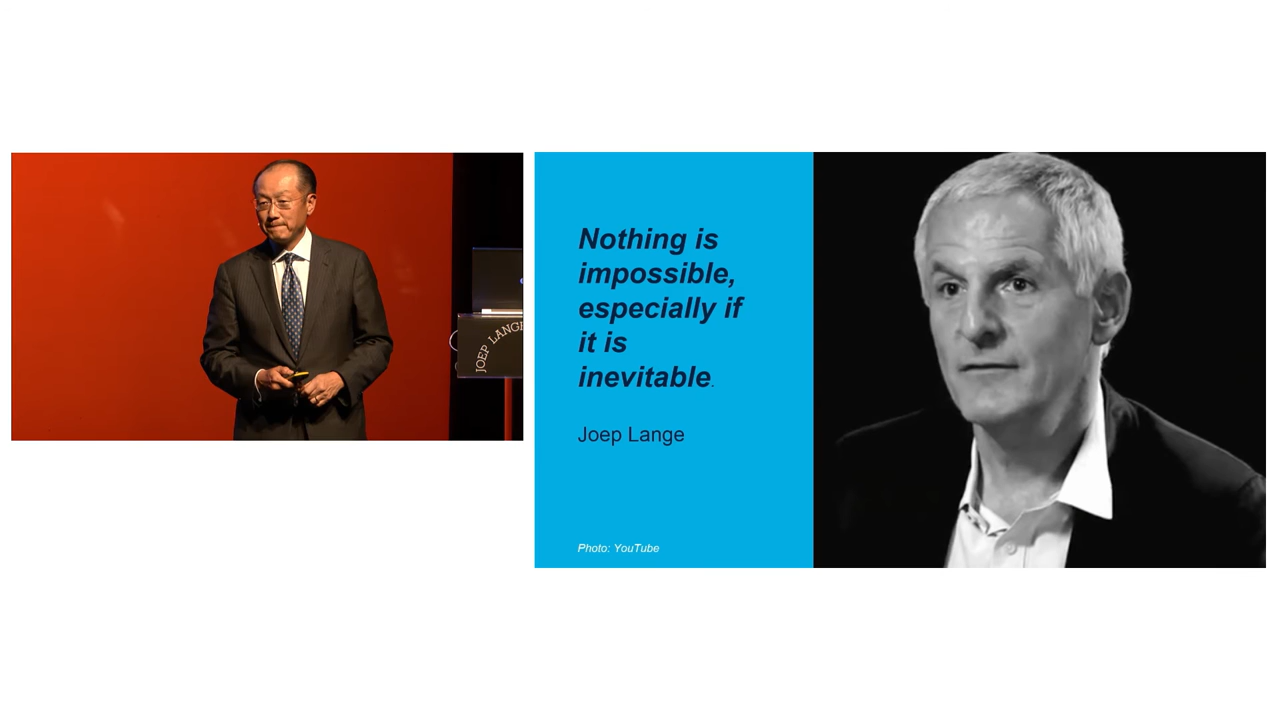 JOEP LANGE
Nothing is
impossible,
especially if
it is
inevitable.
Joep Lange
Photo: YouTube